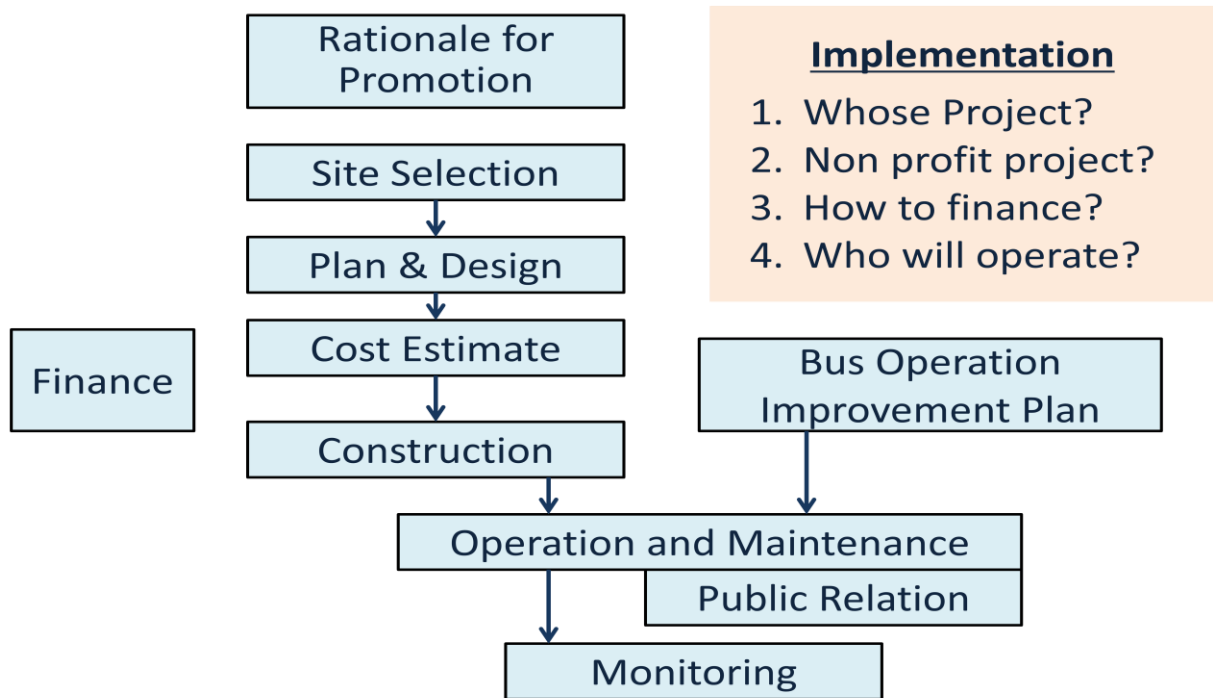 Rationale for
Promotion
Implementation
1. Whose Project?
2. Non profit project?
3. How to finance?
4. Who will operate?
Site Selection
Plan & Design
Cost Estimate
Finance
Bus Operation
Improvement Plan
Construction
Operation and Maintenance
Public Relation
Monitoring